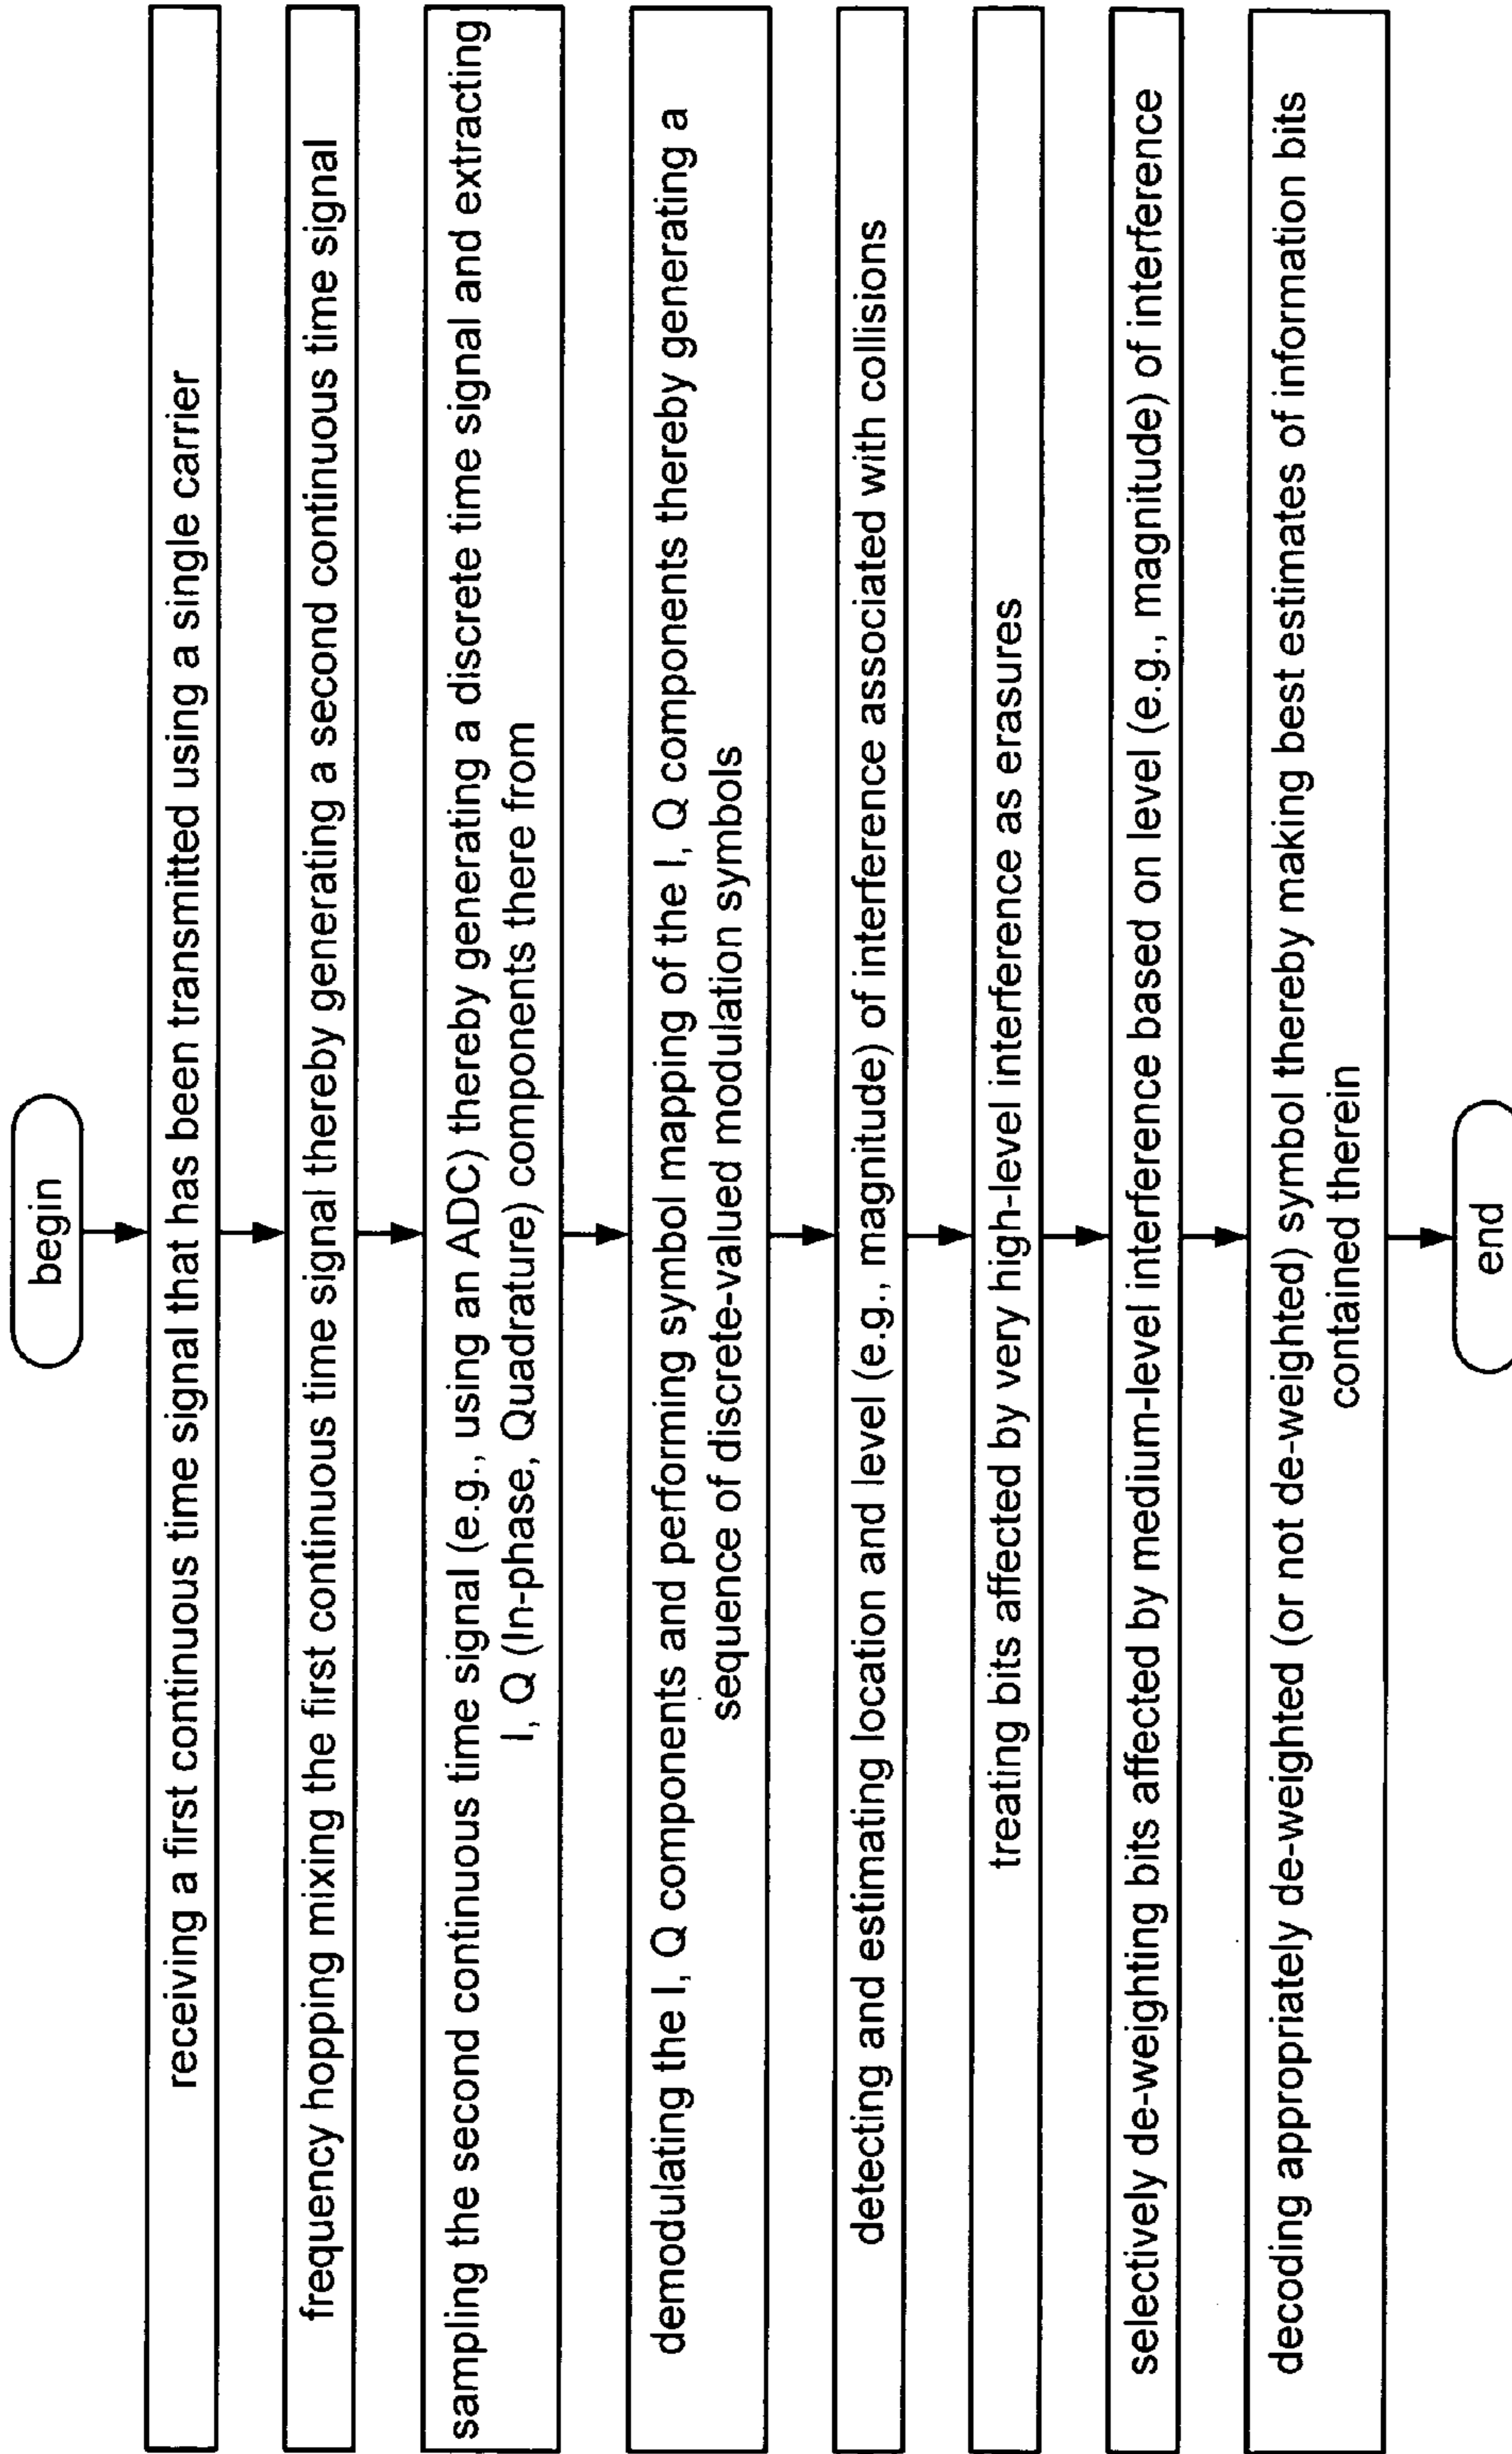 begin
receiving a first continuous time signal that has been transmitted using a single carrier
frequency hopping mixing the first continuous time signal thereby generating a second continuous time signal
sampling the second continuous time signal (e.g., using an ADC) thereby generating a discrete time signal and extracting
I, Q (In-phase, Quadrature) components there from
demodulating the I, Q components and performing symbol mapping of the I, Q components thereby generating a
sequence of discrete-valued modulation symbols
detecting and estimating location and level (e.g., magnitude) of interference associated with collisions
treating bits affected by very high-level interference as erasures
selectively de-weighting bits affected by medium-level interference based on level (e.g., magnitude) of interference
decoding appropriately de-weighted (or not de-weighted) symbol thereby making best estimates of information bits
contained therein
end